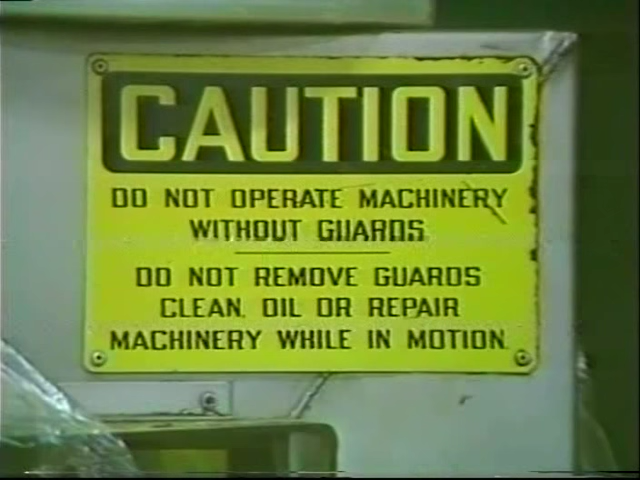 CAUTION
DO NOT OPERATE MACHINERY
WITHOUT GUARDS
DO NOT REMOVE GUARDS
CLEAN, OIL OR REPAIR
MACHINERY WHILE IN MOTION.